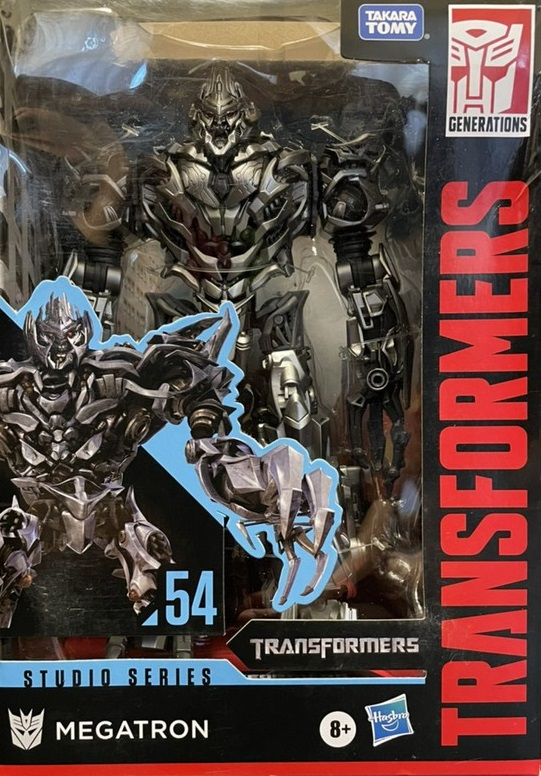 TAKARA
TOMY
GENERATIONS
TRANSFORMERS
54
TRANSFORMERS
STUDIO SERIES
MEGATRON
8+
Hasbro